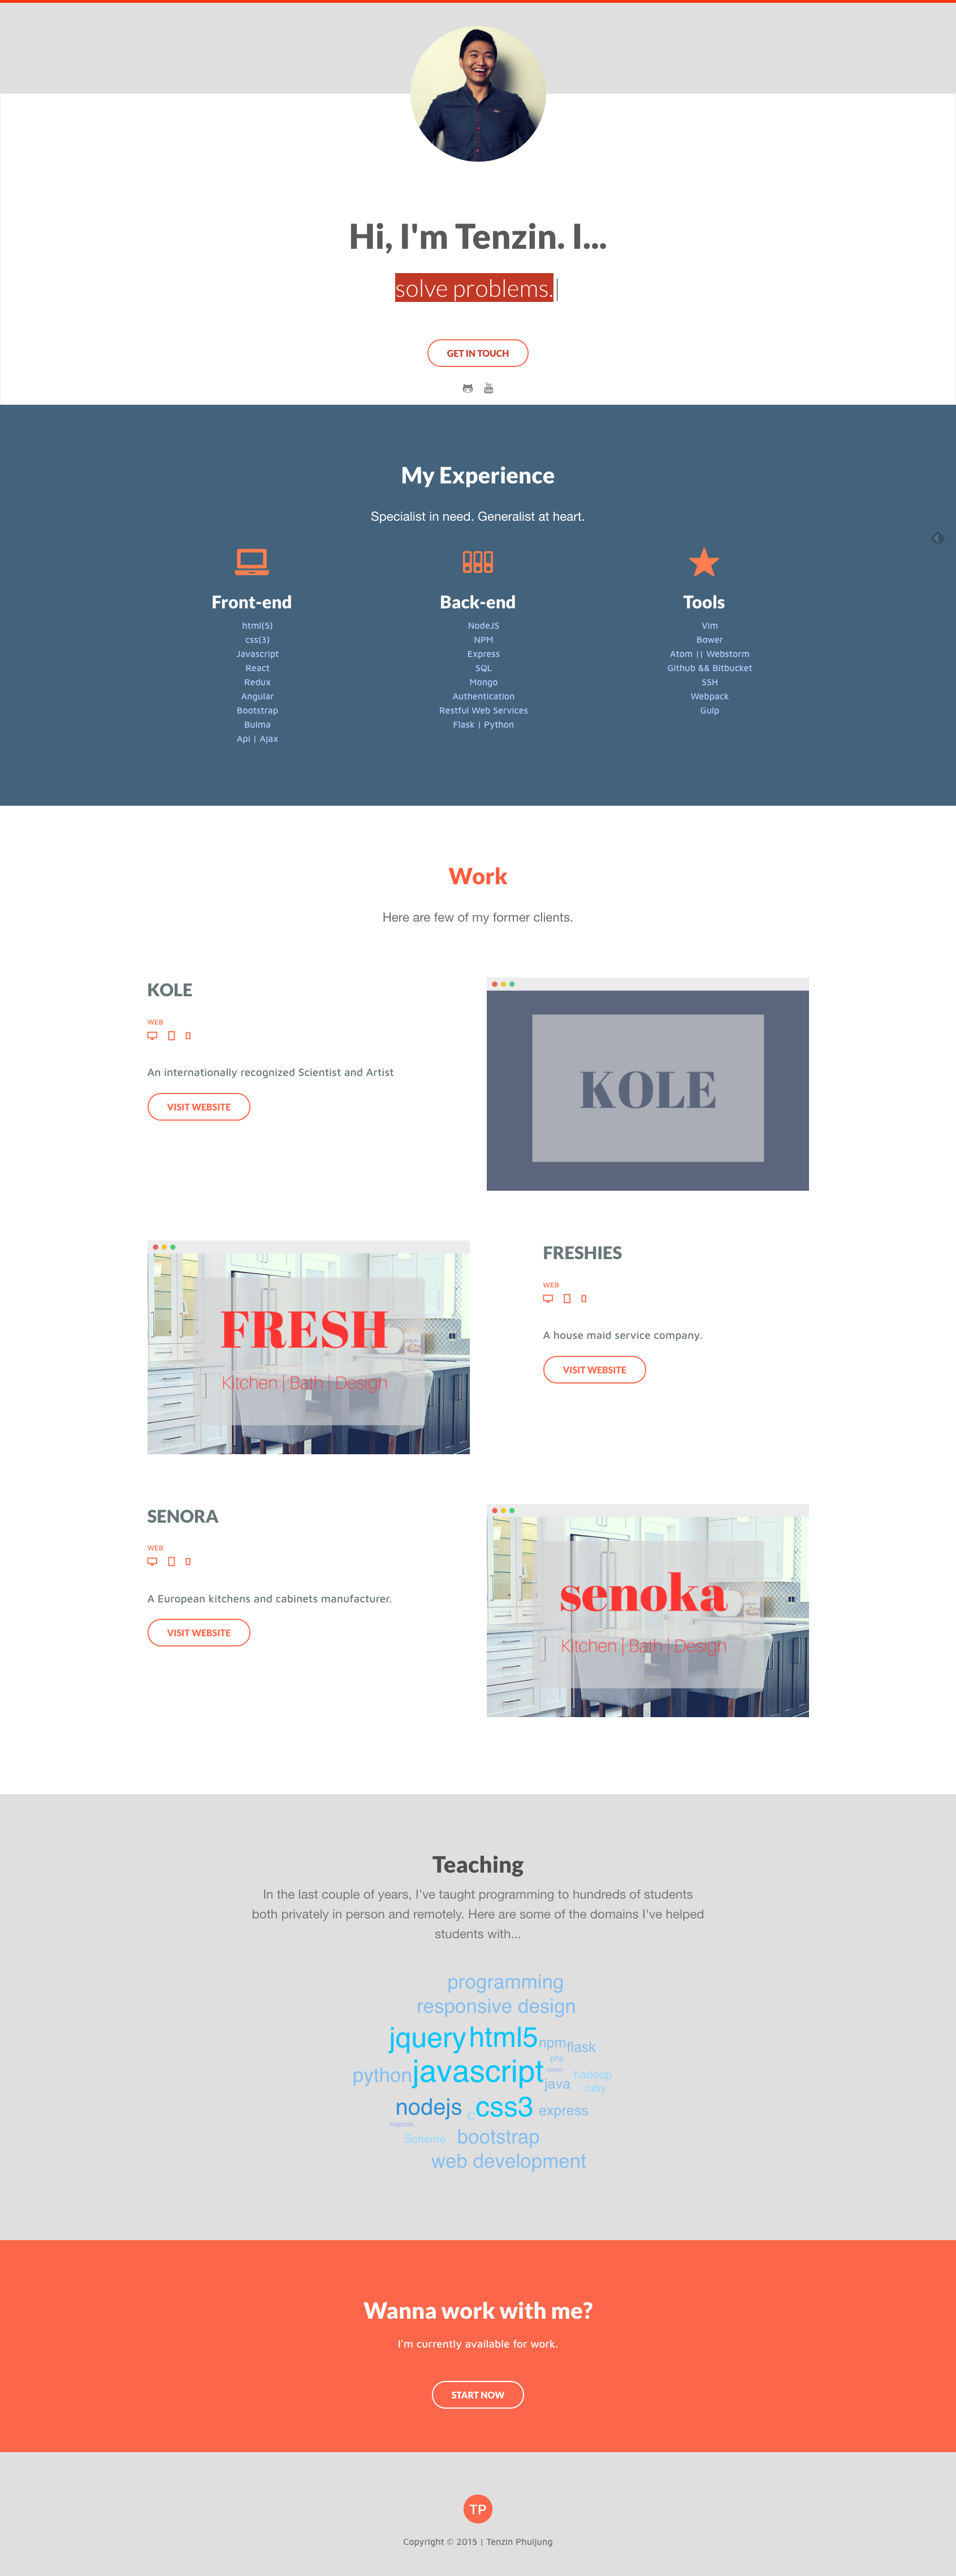 Hi, I'm Tenzin. I...
solve problems.
GET IN TOUCH
You
Tube
My Experience
Specialist in need. Generalist at heart.
Front-end
html(5)
css(3)
Javascript
React
Redux
Angular
Bootstrap
Bulma
Api | Ajax
Back-end
NodeJS
NPM
Express
SQL
Mongo
Authentication
Restful Web Services
Flask | Python
Tools
Vim
Bower
Atom || Webstorm
Github && Bitbucket
SSH
Webpack
Gulp
Work
Here are few of my former clients.
KOLE
WEB
An internationally recognized Scientist and Artist
VISIT WEBSITE
KOLE
FRESH
Kitchen | Bath | Design
FRESHIES
WEB
A house maid service company.
VISIT WEBSITE
SENORA
WEB
A European kitchens and cabinets manufacturer.
VISIT WEBSITE
senoka
Kitchen | Bath | Design
Teaching
In the last couple of years, I've taught programming to hundreds of students
both privately in person and remotely. Here are some of the domains I've helped
students with...
programming
responsive design
jquery html5 npm flask
php
python javascript hadoop
java ruby
nodejs C css3 express
Scheme bootstrap
web development
Wanna work with me?
I'm currently available for work.
START NOW
TP
Copyright © 2015 | Tenzin Phuljung